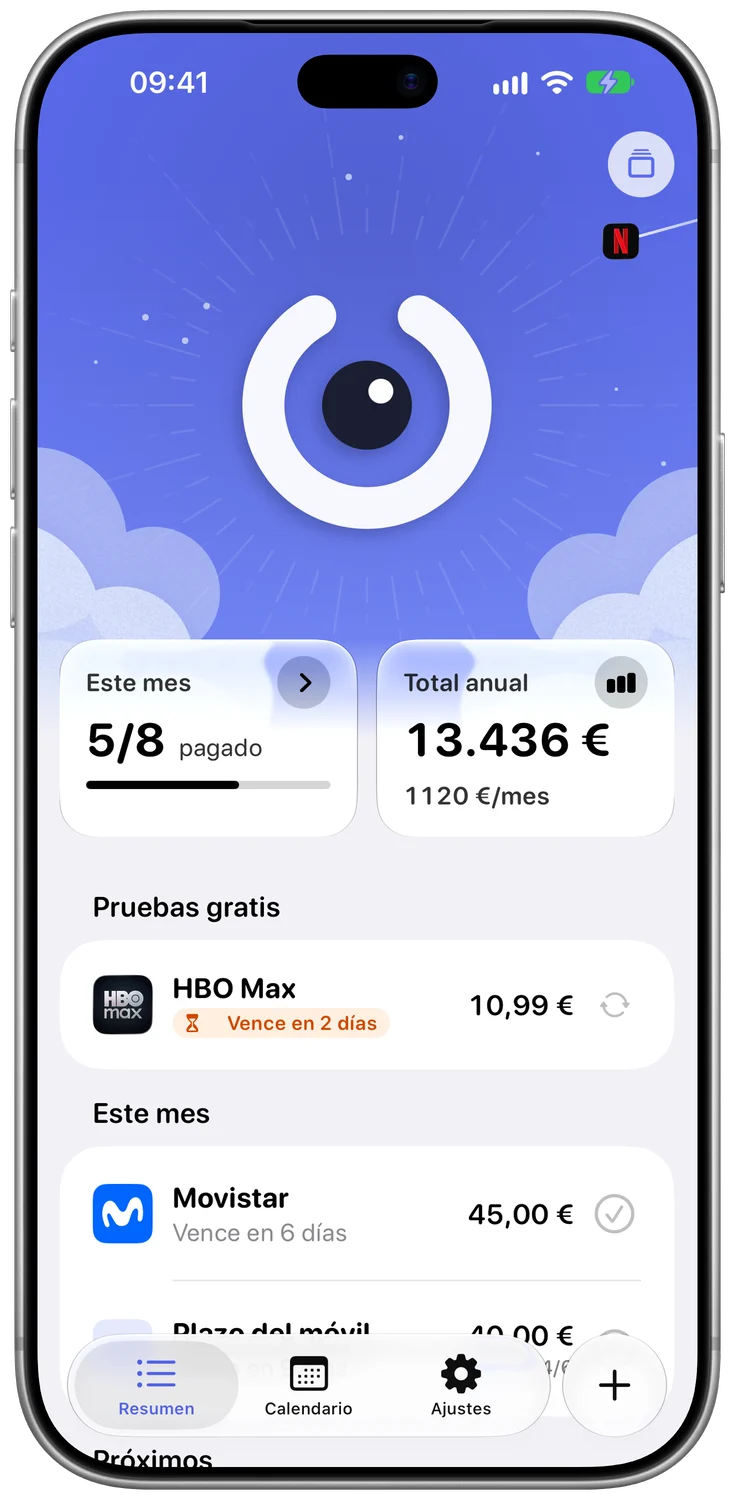 09:41
N
Este mes
5/8 pagado
Total anual
13.436 €
1120 €/mes
Pruebas gratis
HBO Max
HBO
max
Vence en 2 días
10,99 €
Este mes
Movistar
Vence en 6 días
45,00 €
Plazo del móvil
40,00 €
Resumen
Calendario
Ajustes
Próximos